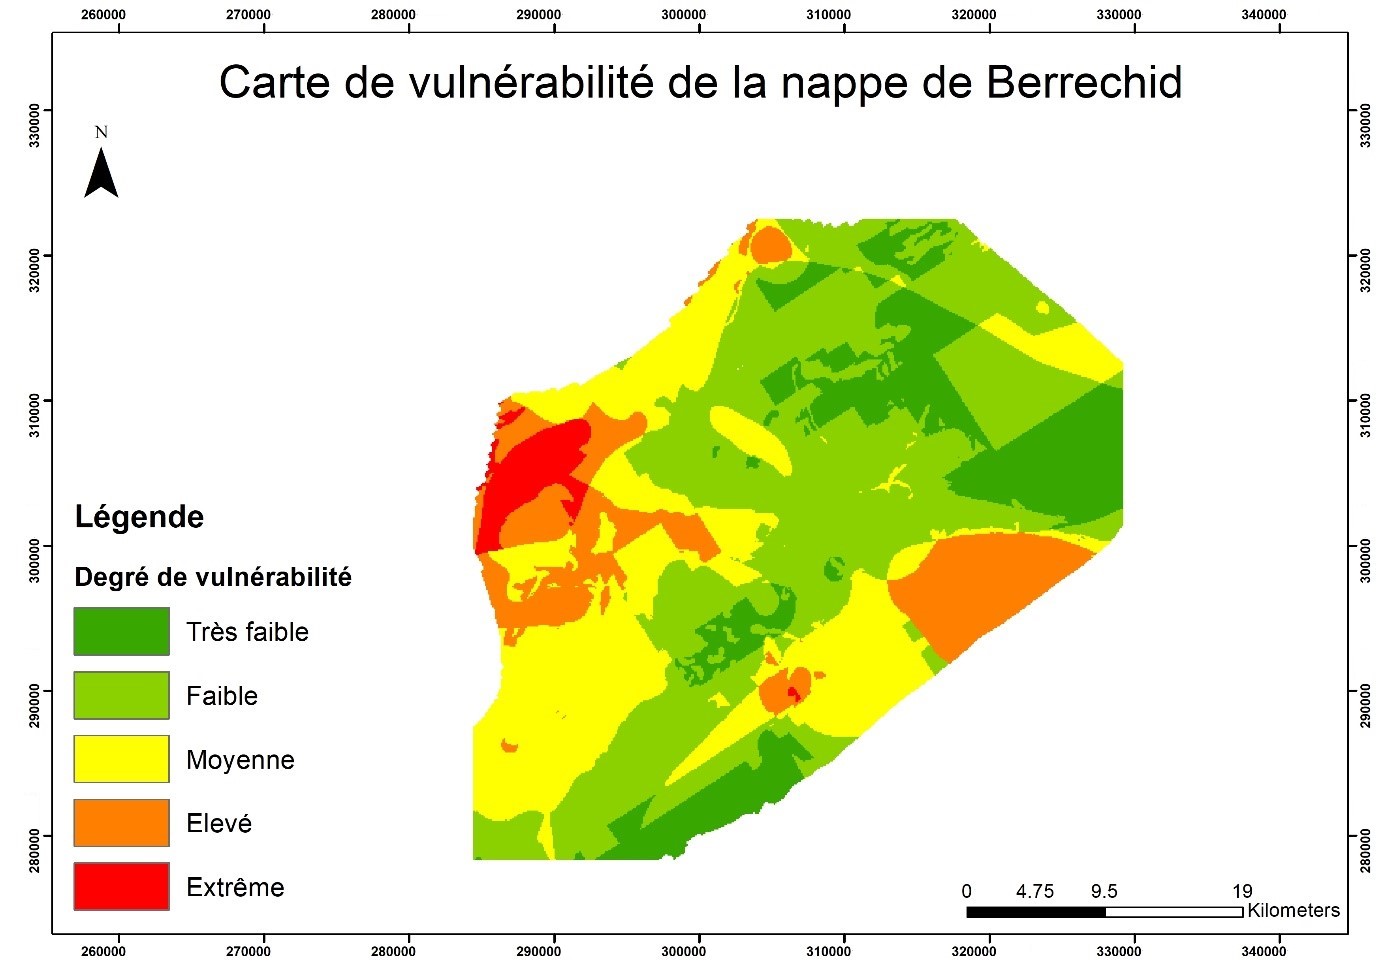 260000 270000 280000 290000 300000 310000 320000 330000 340000
Carte de vulnérabilité de la nappe de Berrechid
N
330000
320000
310000
300000
290000
280000
330000
320000
310000
300000
290000
280000
Légende
Degré de vulnérabilité
Très faible
Faible
Moyenne
Elevé
Extrême
0 4.75 9.5 19
Kilometers
260000 270000 280000 290000 300000 310000 320000 330000 340000